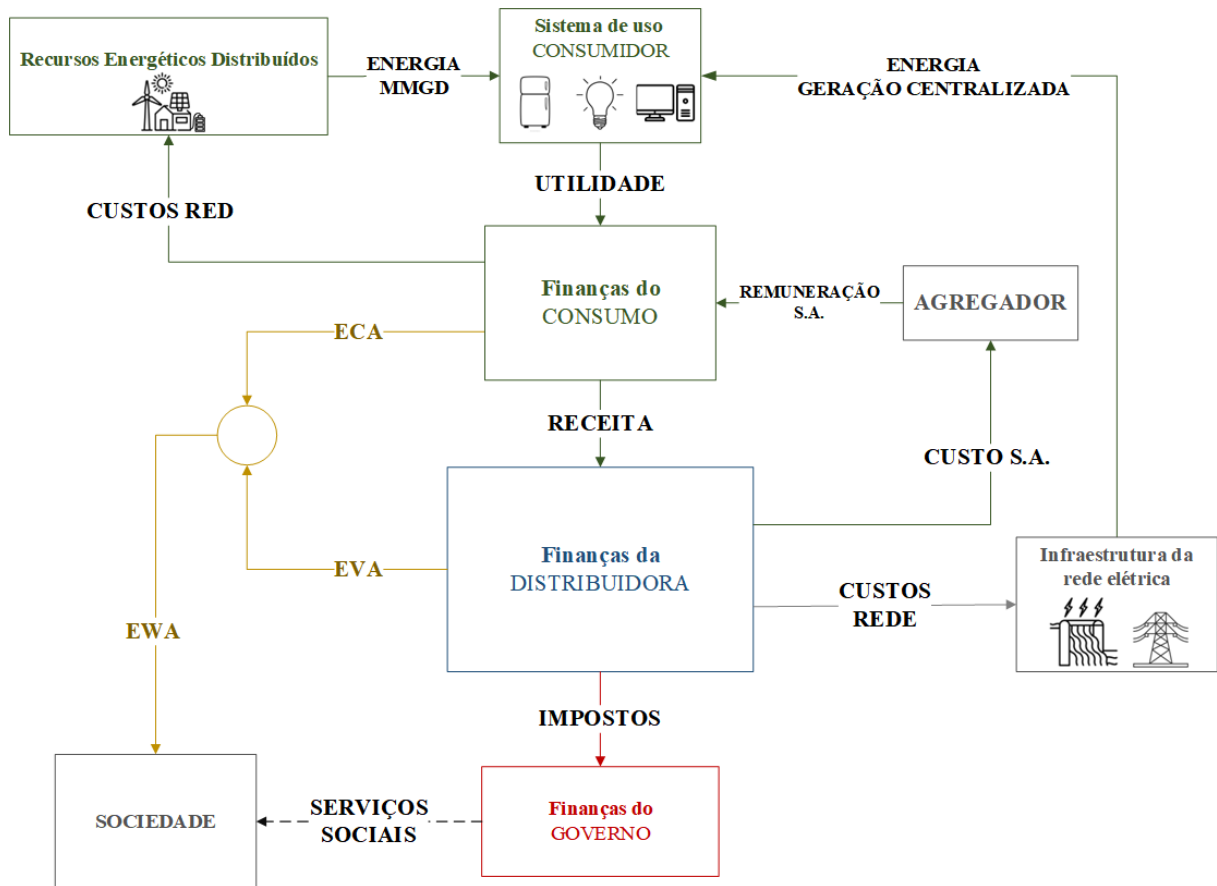 Sistema de uso
CONSUMIDOR
Recursos Energéticos Distribuídos
ENERGIA
MMGD
ENERGIA
GERAÇÃO CENTRALIZADA
UTILIDADE
CUSTOS RED
Finanças do
CONSUMO
REMUNERAÇÃO
S.A.
AGREGADOR
ECA
RECEITA
CUSTO S.A.
Finanças da
DISTRIBUIDORA
Infraestrutura da
rede elétrica
EVA
CUSTOS
REDE
EWA
IMPOSTOS
SOCIEDADE
SERVIÇOS
SOCIAIS
Finanças do
GOVERNO